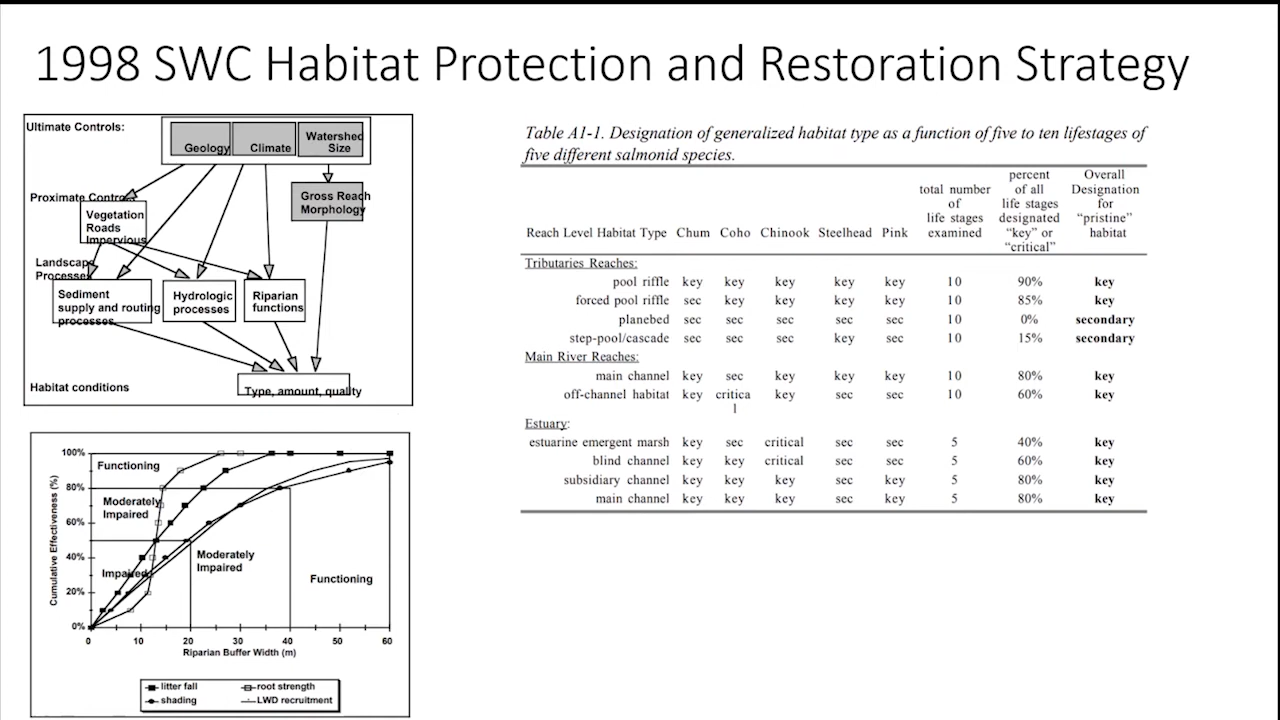 1998 SWC Habitat Protection and Restoration Strategy
Ultimate Controls:
Geology
Climate
Watershed
Size
Proximate Contro
Gross Reach
Morphology
Vegetation
Roads
Impervious
Landscap
Processes
Sediment
supply and routing
processes
Hydrologic
processes
Riparian
functions
Habitat conditions
Type, amount, quality
Table A1-1. Designation of generalized habitat type as a function of five to ten lifestages of
five different salmonid species.
Reach Level Habitat Type Chum Coho Chinook Steelhead Pink
total number
of
life stages
examined
percent
of all
life stages
designated
“key” or
“critical”
Overall
Designation
for
“pristine”
habitat
Tributaries Reaches:
pool riffle key key key key key 10 90% key
forced pool riffle sec key key key key 10 85% key
planebed sec sec sec sec sec 10 0% secondary
step-pool/cascade sec sec sec key sec 10 15% secondary
Main River Reaches:
main channel key sec key key key 10 80% key
off-channel habitat key critica key sec sec 10 60% key
l
Estuary:
estuarine emergent marsh key sec critical sec sec 5 40% key
blind channel key key critical sec sec 5 60% key
subsidiary channel key key key sec key 5 80% key
main channel key key key sec key 5 80% key
Cumulative Effectiveness (%)
100%
80%
60%
40%
20%
0%
Functioning
Moderately
Impaired
Impaired
Moderately
Impaired
Functioning
0 10 20 30 40 50 60
Riparian Buffer Width (m)
litter fall root strength
shading LWD recruitment